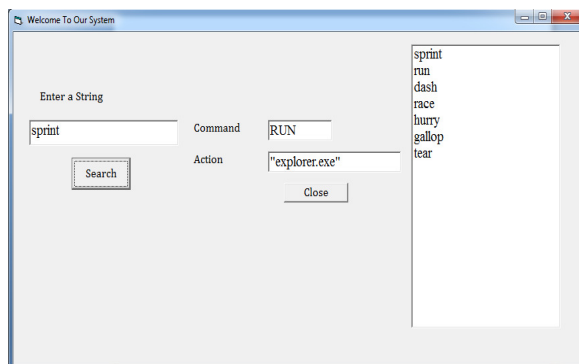 Welcome To Our System
Enter a String
sprint
Search
Command
RUN
Action
"explorer.exe"
Close
sprint
run
dash
race
hurry
gallop
tear